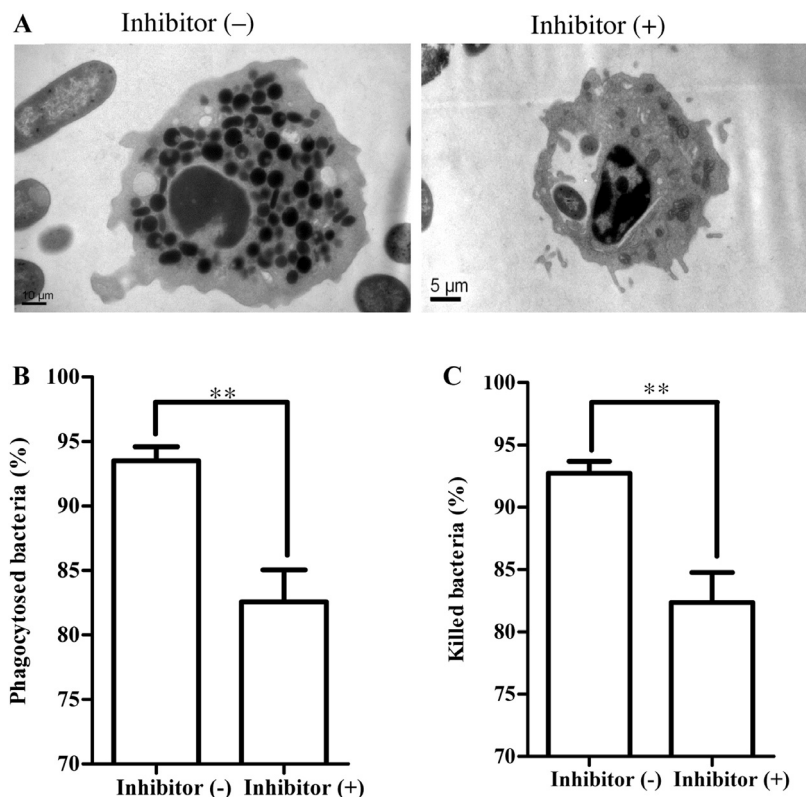 A
Inhibitor (−)
Inhibitor (+)
10 µm
5 µm
B
Phagocytosed bacteria (%)
100
95
90
85
80
75
70
**
Inhibitor (-)
Inhibitor (+)
C
Killed bacteria (%)
100
95
90
85
80
75
70
**
Inhibitor (-)
Inhibitor (+)